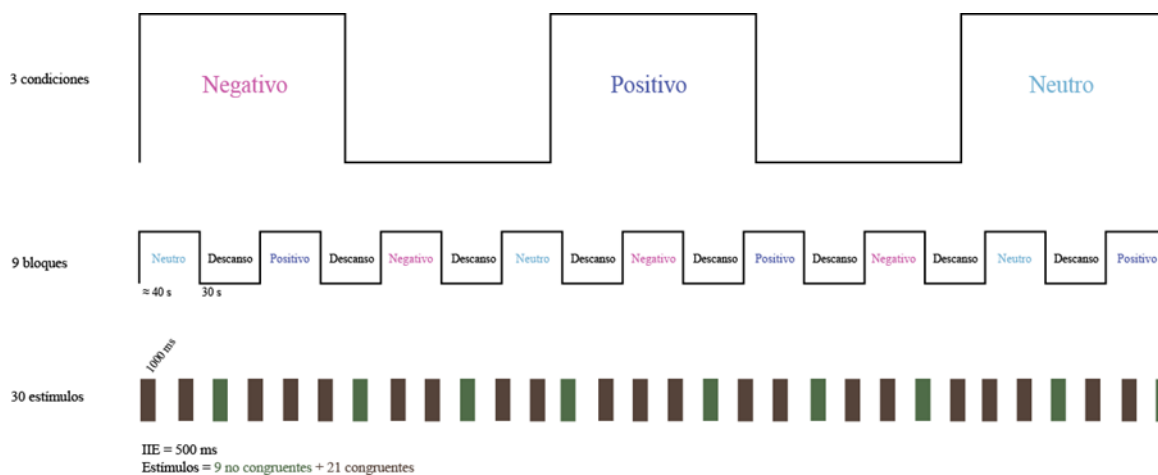 3 condiciones
Negativo
Positivo
Neutro
9 bloques
Neutro Descanso Positivo Descanso Negativo Descanso Neutro Descanso Negativo Descanso Positivo Descanso Negativo Descanso Neutro Descanso Positivo
≈ 40 s 30 s
1000 ms
30 estímulos
IIE = 500 ms
Estímulos = 9 no congruentes + 21 congruentes